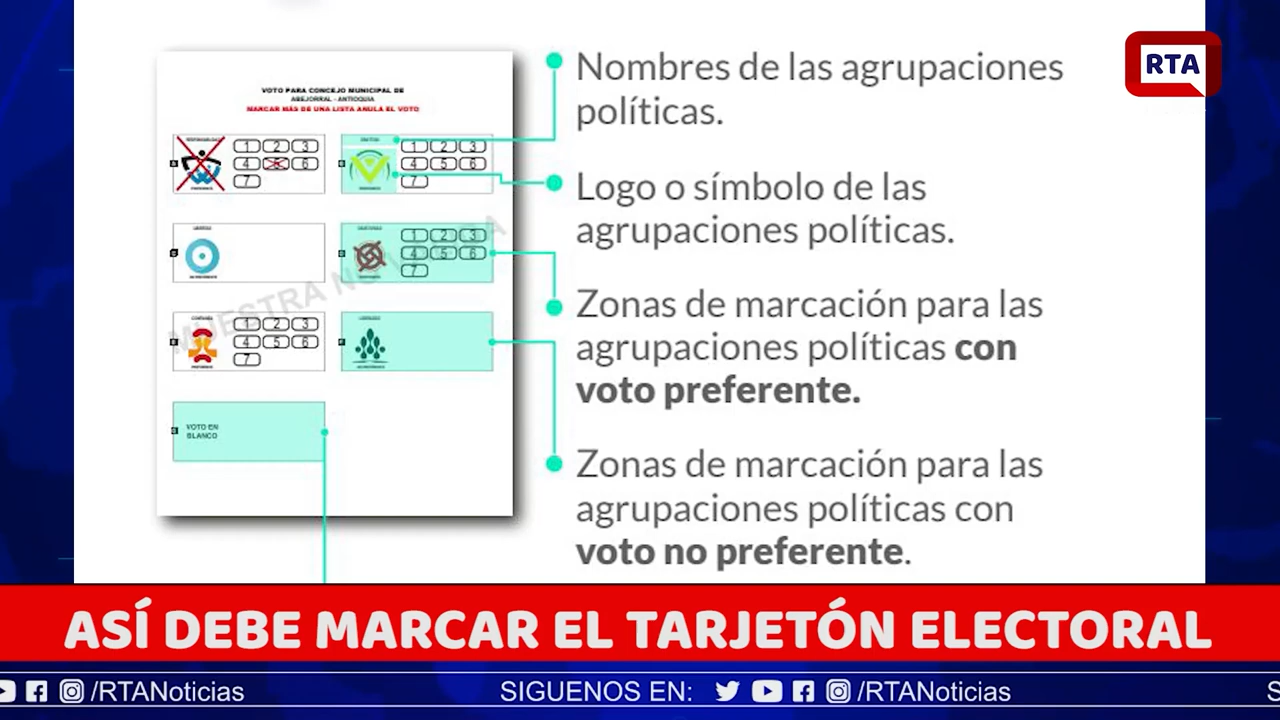 RTA
VOTO PARA CONCEJO MUNICIPAL DE
ABEJORRAL - ANTIOQUIA
MARCAR MÁS DE UNA LISTA ANULA EL VOTO
1 2 3
4 5 6
7
1 2 3
4 5 6
7
1 2 3
4 5 6
7
1 2 3
4 5 6
7
VOTO EN
BLANCO
Nombres de las agrupaciones
políticas.
Logo o símbolo de las
agrupaciones políticas.
Zonas de marcación para las
agrupaciones políticas con
voto preferente.
Zonas de marcación para las
agrupaciones políticas con
voto no preferente.
ASÍ DEBE MARCAR EL TARJETÓN ELECTORAL
/RTANoticias SIGUENOS EN: /RTANoticias S